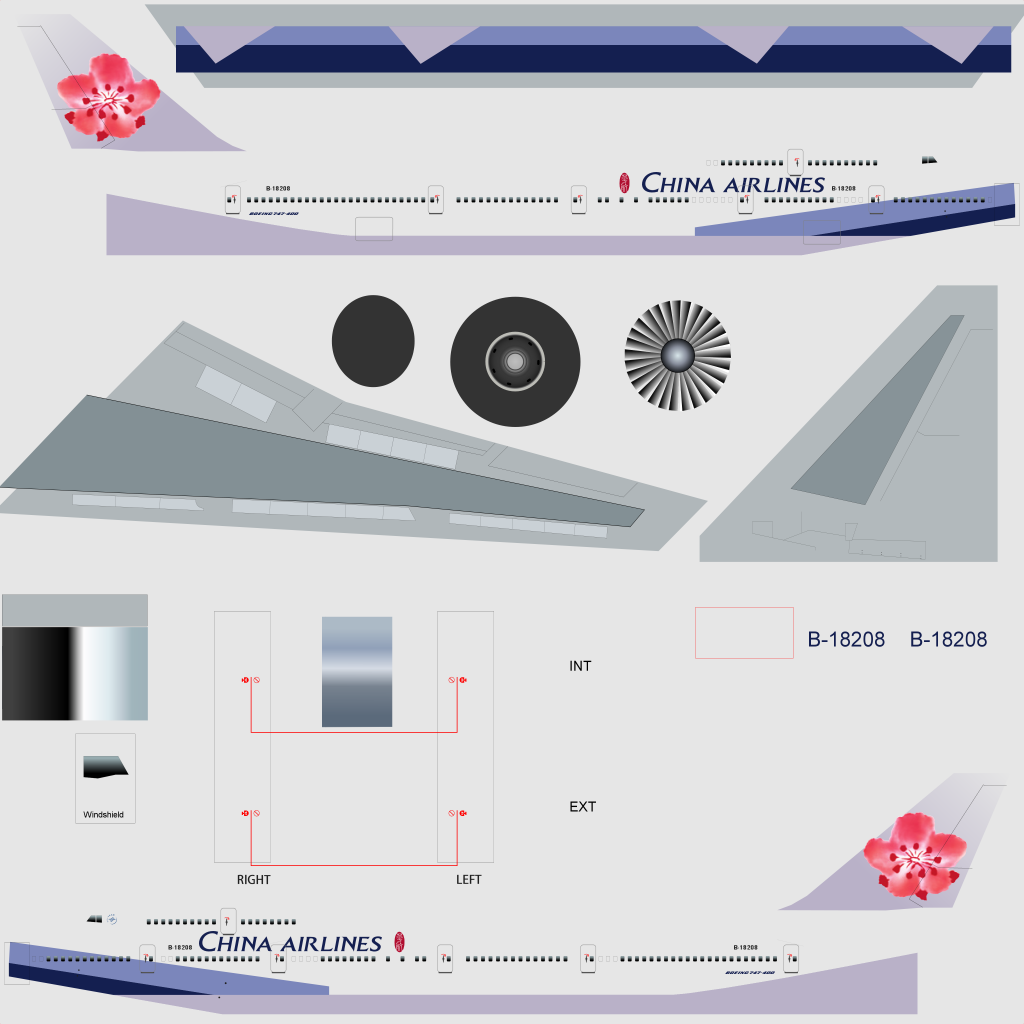 B-18208
CHINA AIRLINES
B-18208
BOEING 747-400
B-18208 B-18208
INT
Windshield
EXT
RIGHT
LEFT
B-18208
CHINA AIRLINES
B-18208
BOEING 747-400